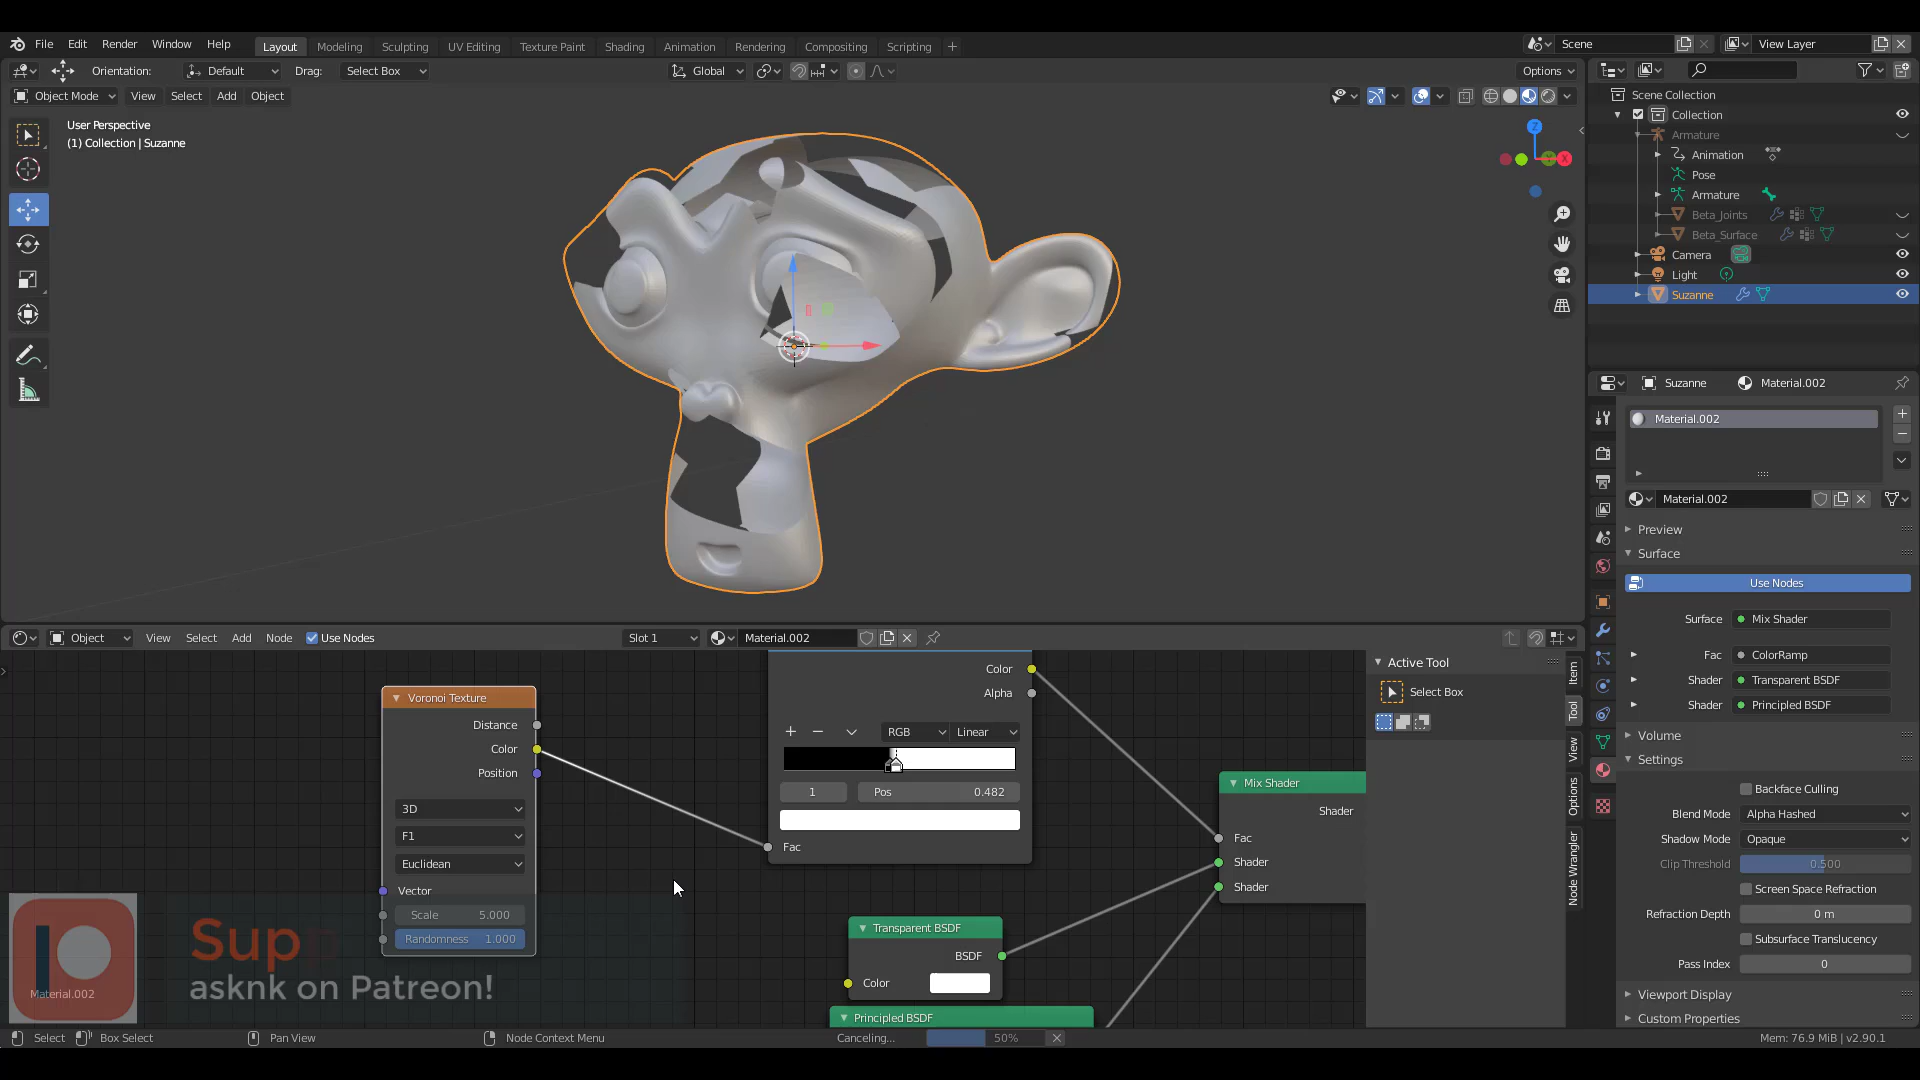 File Edit Render Window Help Layout Modeling Sculpting UV Editing Texture Paint Shading Animation Rendering Compositing Scripting + Scene View Layer
Orientation: Default Drag: Select Box Global Options
Object Mode View Select Add Object
User Perspective
(1) Collection | Suzanne
Z
X
Scene Collection
Collection
Armature
Animation
Pose
Armature
Beta_Joints
Beta_Surface
Camera
Light
Suzanne
Suzanne Material.002
Material.002
Material.002
Preview
Surface
Use Nodes
Surface Mix Shader
Fac ColorRamp
Shader Transparent BSDF
Shader Principled BSDF
Volume
Settings
Backface Culling
Blend Mode Alpha Hashed
Shadow Mode Opaque
Clip Threshold 0.500
Screen Space Refraction
Refraction Depth 0 m
Subsurface Translucency
Pass Index 0
Viewport Display
Custom Properties
Object View Select Add Node Use Nodes Slot 1 Material.002
Voronoi Texture
Distance
Color
Position
3D
F1
Euclidean
Vector
Scale 5.000
Randomness 1.000
Color
Alpha
RGB Linear
1 Pos 0.482
Fac
Mix Shader
Shader
Fac
Shader
Shader
Transparent BSDF
BSDF
Color
Principled BSDF
Active Tool
Select Box
Item
Tool
View
Options
Node Wrangler
Supp
asknk on Patreon!
Material.002
Select Box Select Pan View Node Context Menu Canceling... 50% Mem: 76.9 MiB | v2.90.1